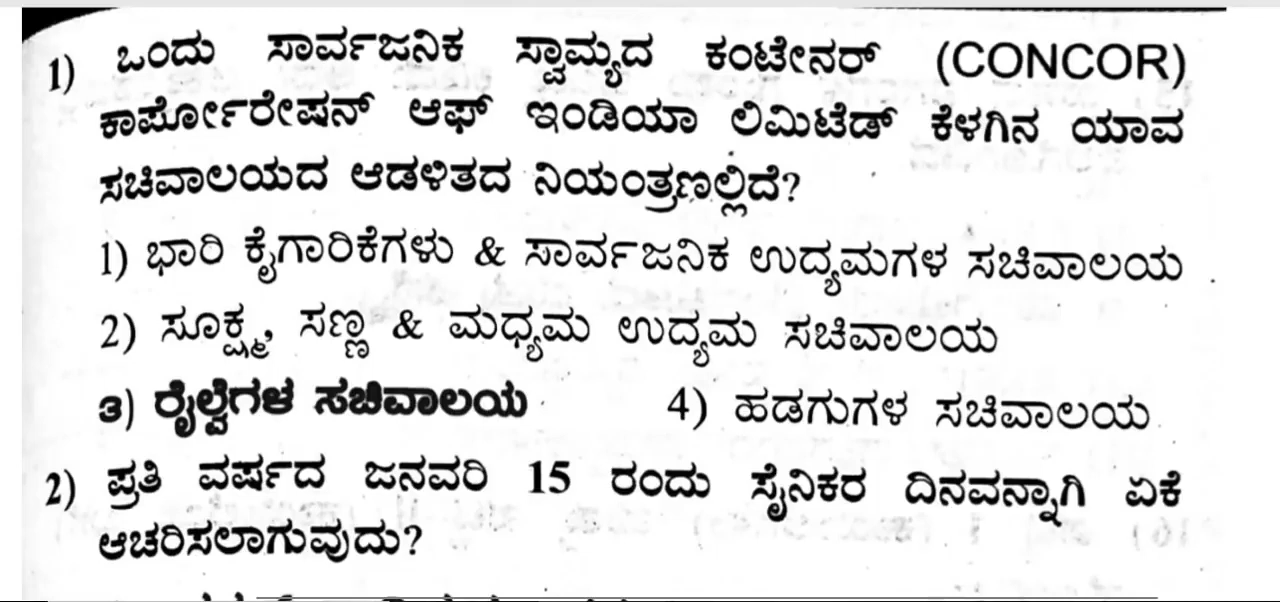 1) ಒಂದು ಸಾರ್ವಜನಿಕ ಸ್ವಾಮ್ಯದ ಕಂಟೇನರ್ (CONCOR)
ಕಾರ್ಪೋರೇಷನ್ ಆಫ್ ಇಂಡಿಯಾ ಲಿಮಿಟೆಡ್ ಕೆಳಗಿನ ಯಾವ
ಸಚಿವಾಲಯದ ಆಡಳಿತದ ನಿಯಂತ್ರಣಲ್ಲಿದೆ?
1) ಭಾರಿ ಕೈಗಾರಿಕೆಗಳು & ಸಾರ್ವಜನಿಕ ಉದ್ಯಮಗಳ ಸಚಿವಾಲಯ
2) ಸೂಕ್ಷ್ಮ, ಸಣ್ಣ & ಮಧ್ಯಮ ಉದ್ಯಮ ಸಚಿವಾಲಯ
3) ರೈಲ್ವೆಗಳ ಸಚಿವಾಲಯ 4) ಹಡಗುಗಳ ಸಚಿವಾಲಯ
2) ಪ್ರತಿ ವರ್ಷದ ಜನವರಿ 15 ರಂದು ಸೈನಿಕರ ದಿನವನ್ನಾಗಿ ಏಕೆ
ಆಚರಿಸಲಾಗುವುದು?